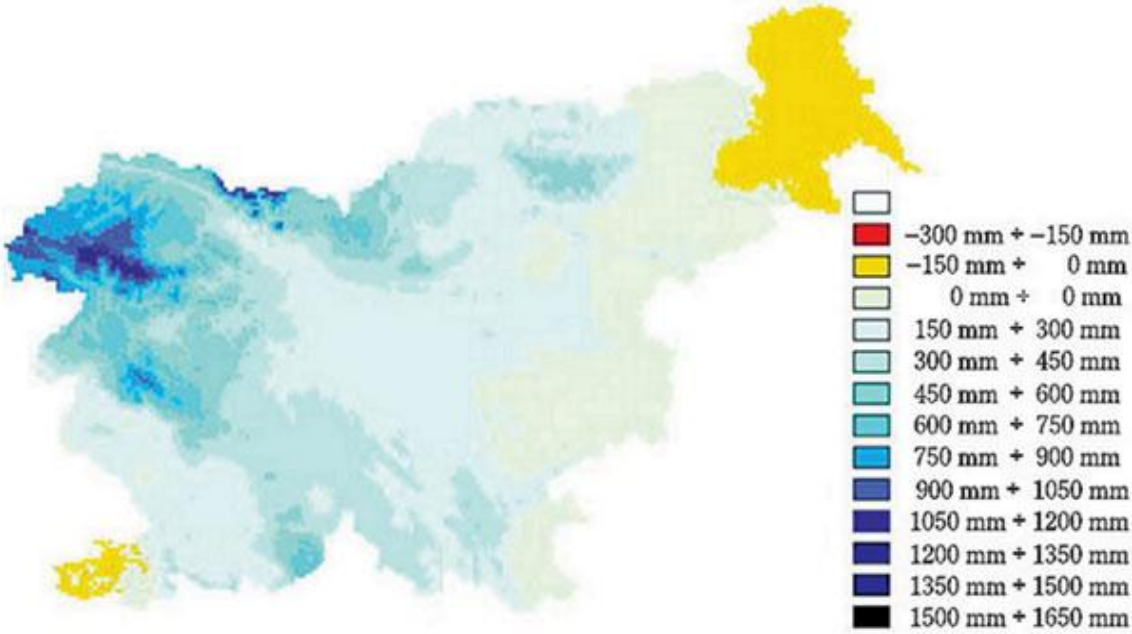 −300 mm ÷ −150 mm
−150 mm ÷ 0 mm
0 mm ÷ 0 mm
150 mm ÷ 300 mm
300 mm ÷ 450 mm
450 mm ÷ 600 mm
600 mm ÷ 750 mm
750 mm ÷ 900 mm
900 mm ÷ 1050 mm
1050 mm ÷ 1200 mm
1200 mm ÷ 1350 mm
1350 mm ÷ 1500 mm
1500 mm ÷ 1650 mm